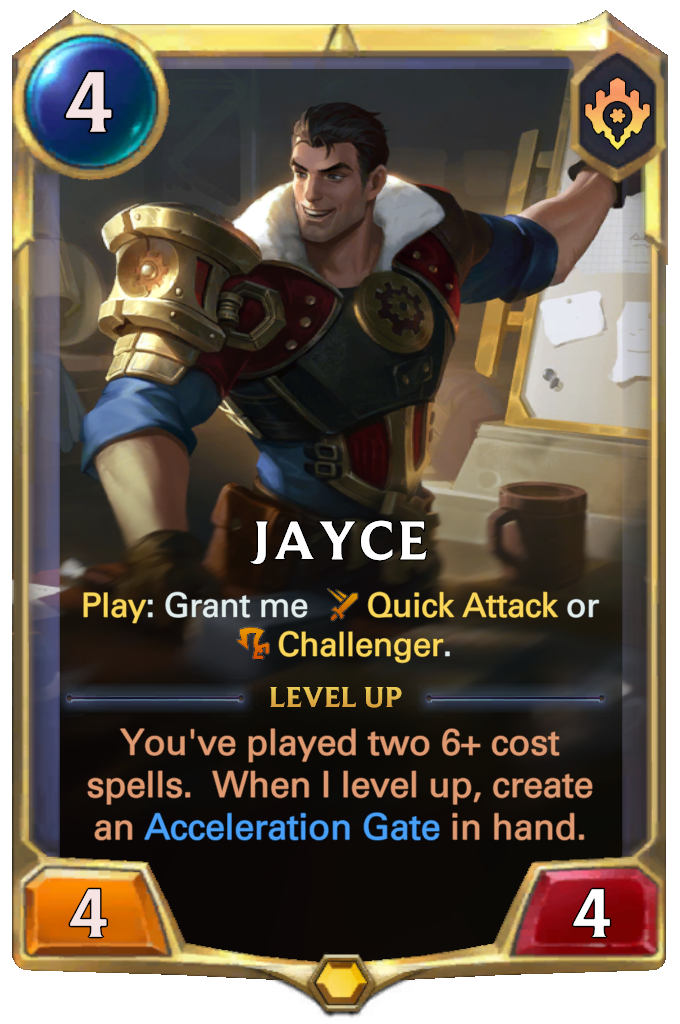 4
JAYCE
Play: Grant me Quick Attack or
Challenger.
LEVEL UP
You've played two 6+ cost
spells. When I level up, create
an Acceleration Gate in hand.
4
4